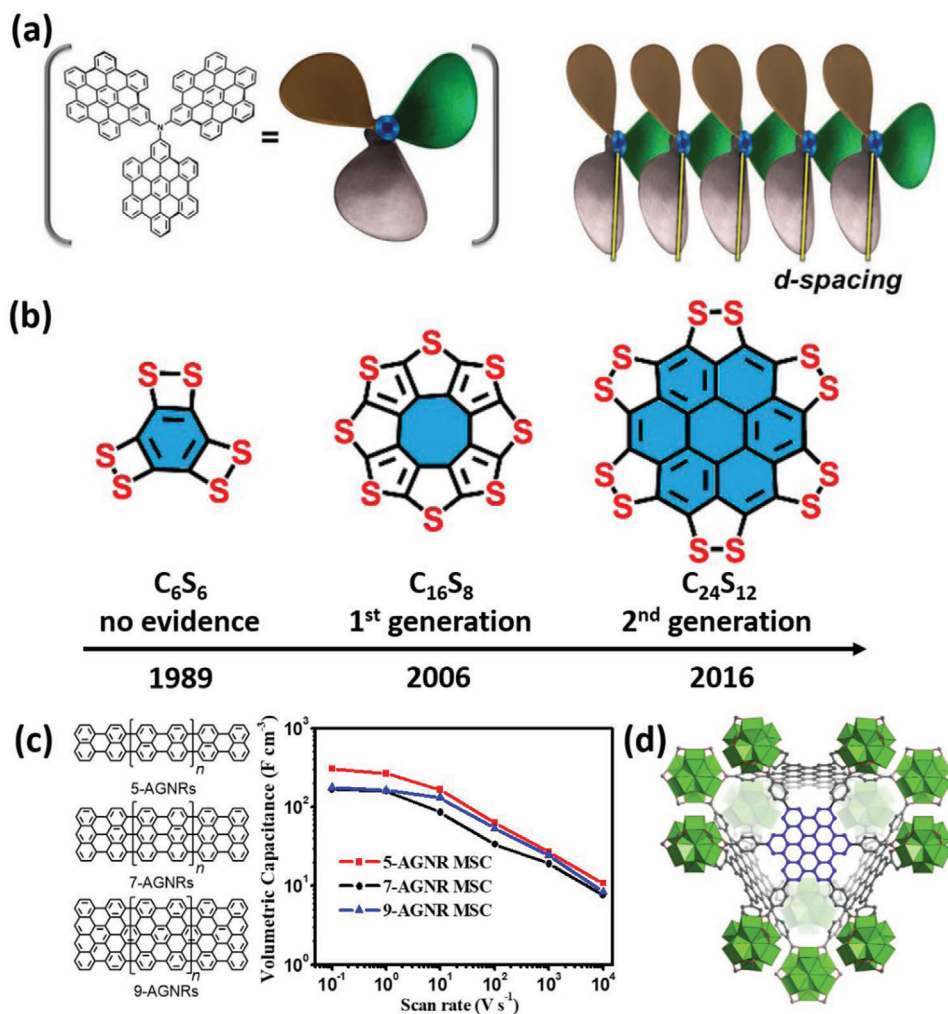 (a)
N
=
d-spacing
(b)
S S
S S
S S
S
S S
S S
S S
S
S S
S S
S S
S S
S S
S S
C₆S₆
no evidence
C₁₆S₈
1st generation
C₂₄S₁₂
2nd generation
1989
2006
2016
(c)
n
5-AGNRs
n
7-AGNRs
n
9-AGNRs
Volumetric Capacitance (F cm⁻³)
10³
10²
10¹
10⁰
5-AGNR MSC
7-AGNR MSC
9-AGNR MSC
10⁻¹ 10⁰ 10¹ 10² 10³ 10⁴
Scan rate (V s⁻¹)
(d)